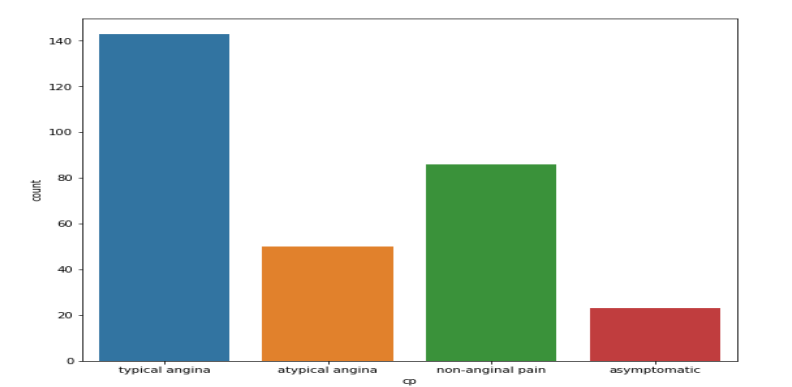 140
120
100
80
60
40
20
0
count
typical angina
atypical angina
non-anginal pain
asymptomatic
cp